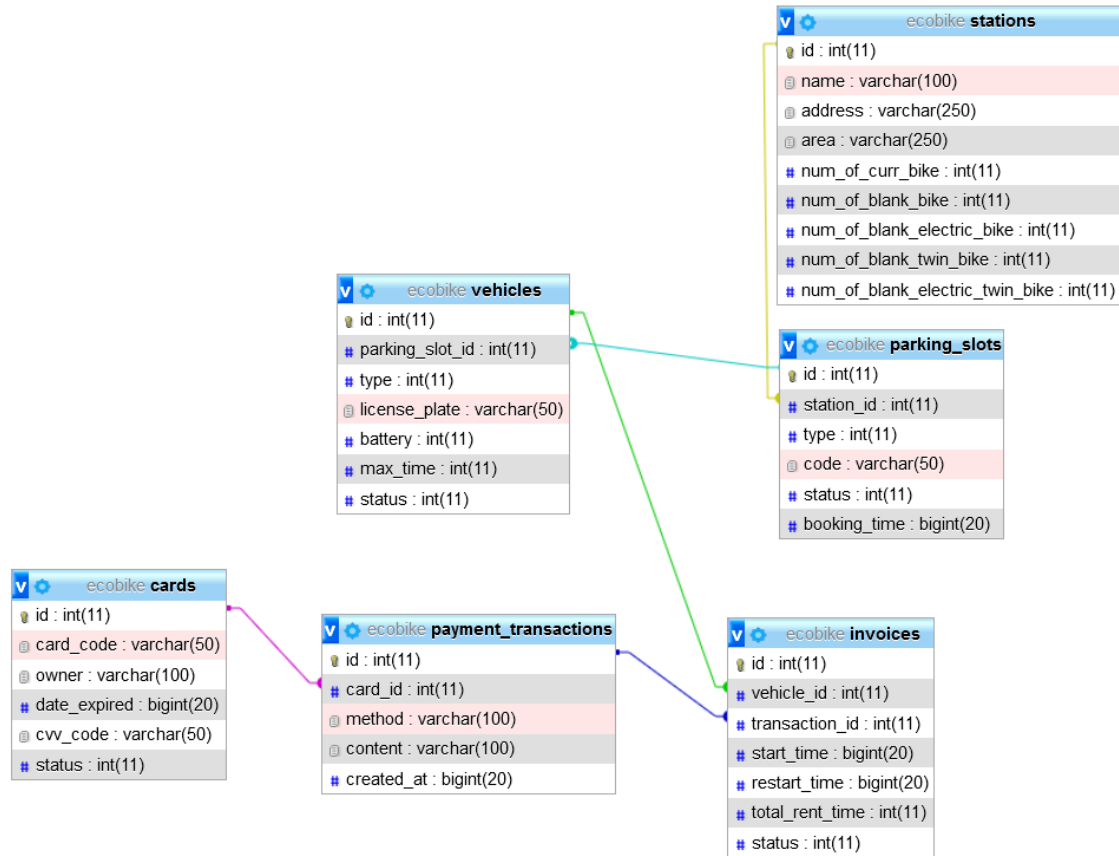 v ecobike stations
id : int(11)
name : varchar(100)
address : varchar(250)
area : varchar(250)
# num_of_curr_bike : int(11)
# num_of_blank_bike : int(11)
# num_of_blank_electric_bike : int(11)
# num_of_blank_twin_bike : int(11)
# num_of_blank_electric_twin_bike : int(11)
v ecobike vehicles
id : int(11)
# parking_slot_id : int(11)
# type : int(11)
license_plate : varchar(50)
# battery : int(11)
# max_time : int(11)
# status : int(11)
v ecobike parking_slots
id : int(11)
# station_id : int(11)
# type : int(11)
code : varchar(50)
# status : int(11)
# booking_time : bigint(20)
v ecobike cards
id : int(11)
card_code : varchar(50)
owner : varchar(100)
# date_expired : bigint(20)
cvv_code : varchar(50)
# status : int(11)
v ecobike payment_transactions
id : int(11)
# card_id : int(11)
method : varchar(100)
content : varchar(100)
# created_at : bigint(20)
v ecobike invoices
id : int(11)
# vehicle_id : int(11)
# transaction_id : int(11)
# start_time : bigint(20)
# restart_time : bigint(20)
# total_rent_time : int(11)
# status : int(11)